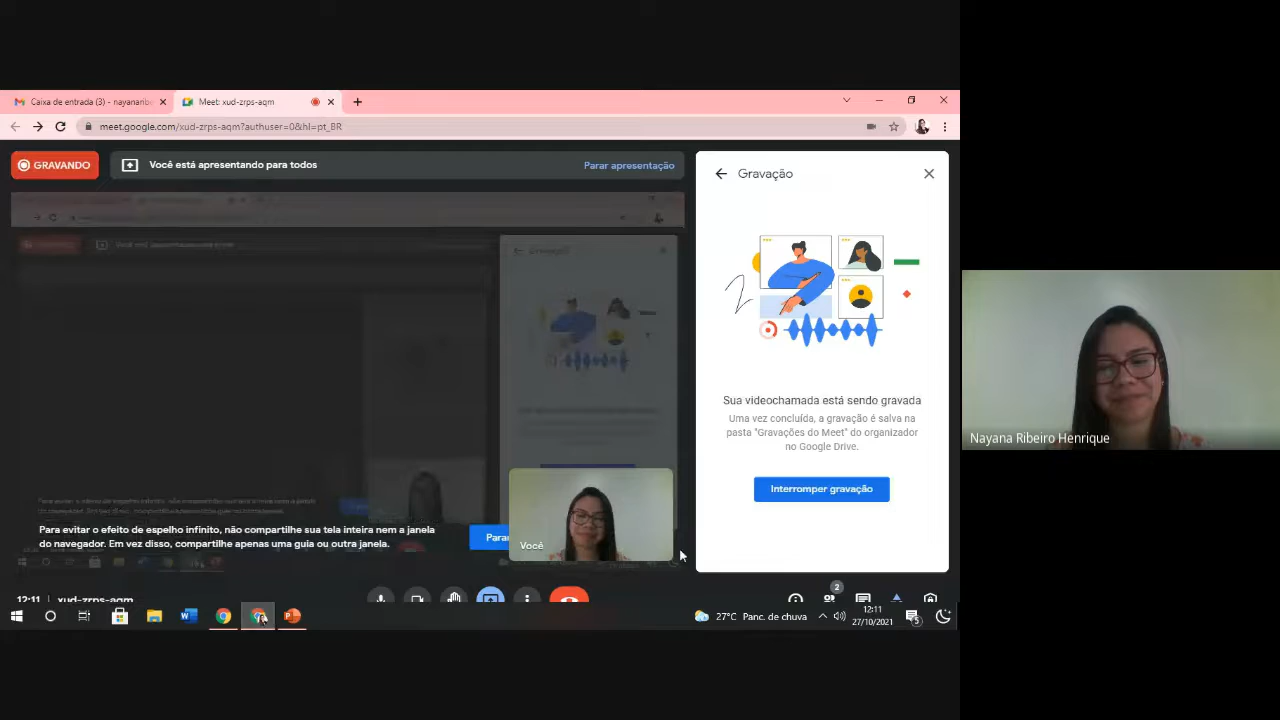 Caixa de entrada (3) - nayanaribe
Meet: xud-zrps-aqm
meet.google.com/xud-zrps-aqm?authuser=0&hl=pt_BR
GRAVANDO
Você está apresentando para todos
Parar apresentação
Gravação
Sua videochamada está sendo gravada
Uma vez concluída, a gravação é salva na
pasta "Gravações do Meet" do organizador
no Google Drive.
Interromper gravação
Para evitar o efeito de espelho infinito, não compartilhe sua tela inteira nem a janela
do navegador. Em vez disso, compartilhe apenas uma guia ou outra janela.
Parar
Você
12:11 | xud-zrps-aqm
2
27°C Panc. de chuva
12:11
27/10/2021
5
Nayana Ribeiro Henrique